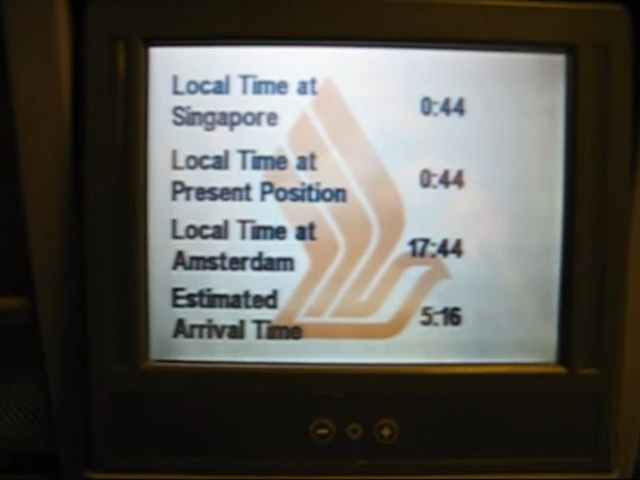 Local Time at
Singapore 0:44
Local Time at
Present Position 0:44
Local Time at
Amsterdam 17:44
Estimated
Arrival Time 5:16